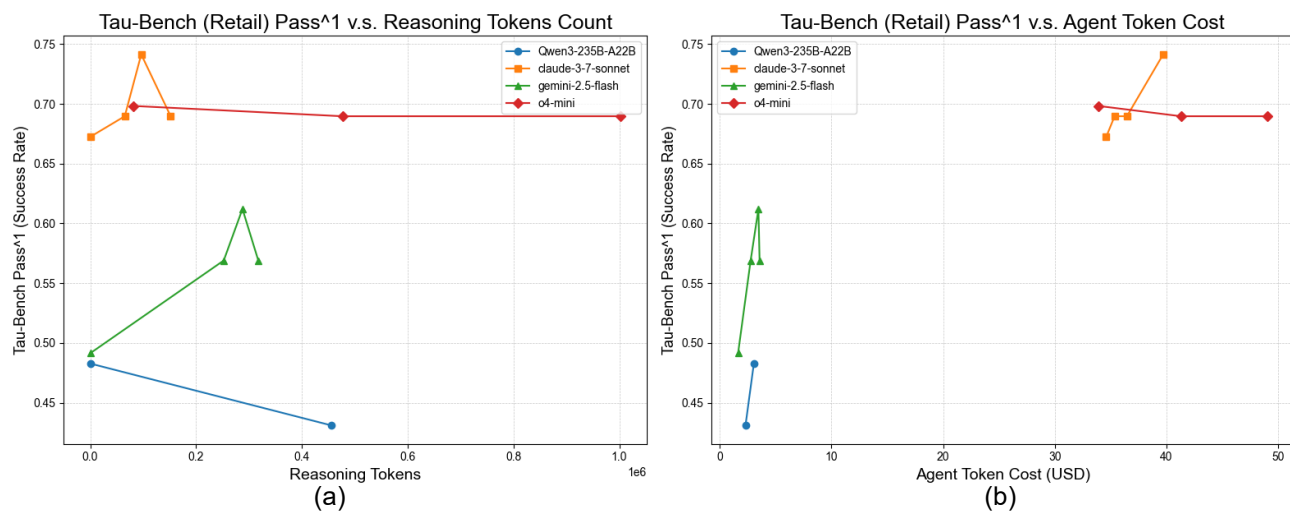 Tau-Bench (Retail) Pass^1 v.s. Reasoning Tokens Count
Tau-Bench Pass^1 (Success Rate)
0.75
0.70
0.65
0.60
0.55
0.50
0.45
Qwen3-235B-A22B
claude-3-7-sonnet
gemini-2.5-flash
o4-mini
0.0
0.2
0.4
0.6
0.8
1.0
1e6
Reasoning Tokens
(a)
Tau-Bench (Retail) Pass^1 v.s. Agent Token Cost
Tau-Bench Pass^1 (Success Rate)
0.75
0.70
0.65
0.60
0.55
0.50
0.45
Qwen3-235B-A22B
claude-3-7-sonnet
gemini-2.5-flash
o4-mini
0
10
20
30
40
50
Agent Token Cost (USD)
(b)